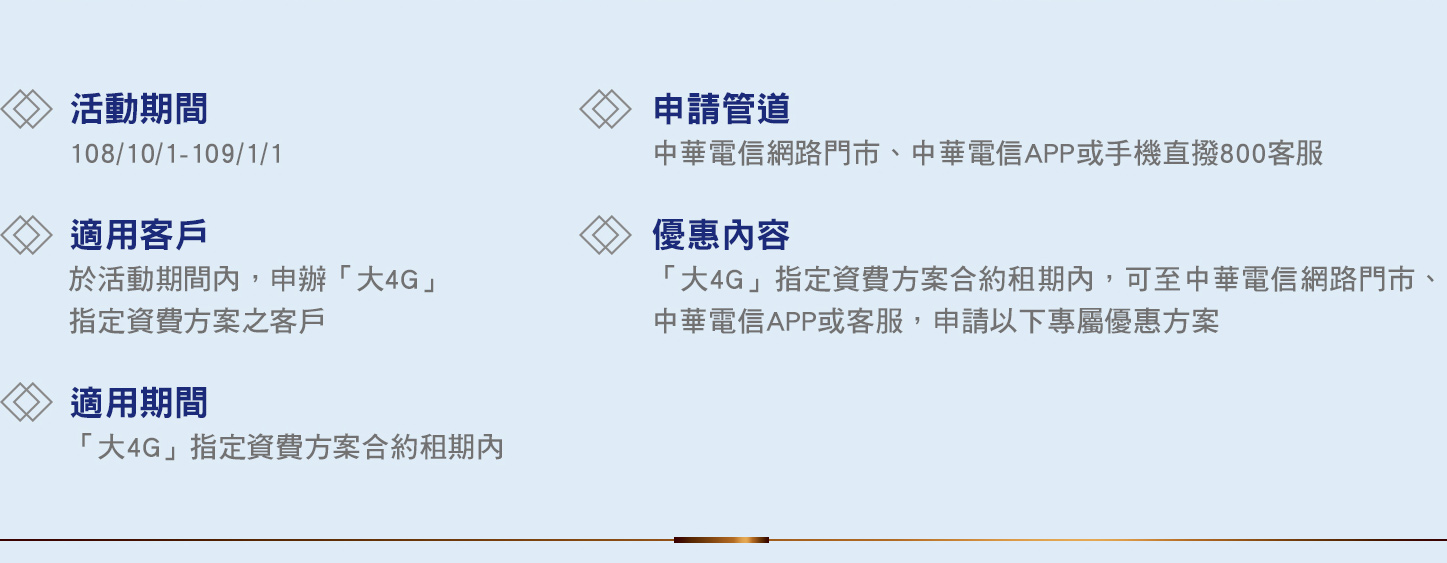 活動期間
108/10/1-109/1/1
適用客戶
於活動期間內，申辦「大4G」
指定資費方案之客戶
適用期間
「大4G」指定資費方案合約租期內
申請管道
中華電信網路門市、中華電信APP或手機直撥800客服
優惠內容
「大4G」指定資費方案合約租期內，可至中華電信網路門市、
中華電信APP或客服，申請以下專屬優惠方案